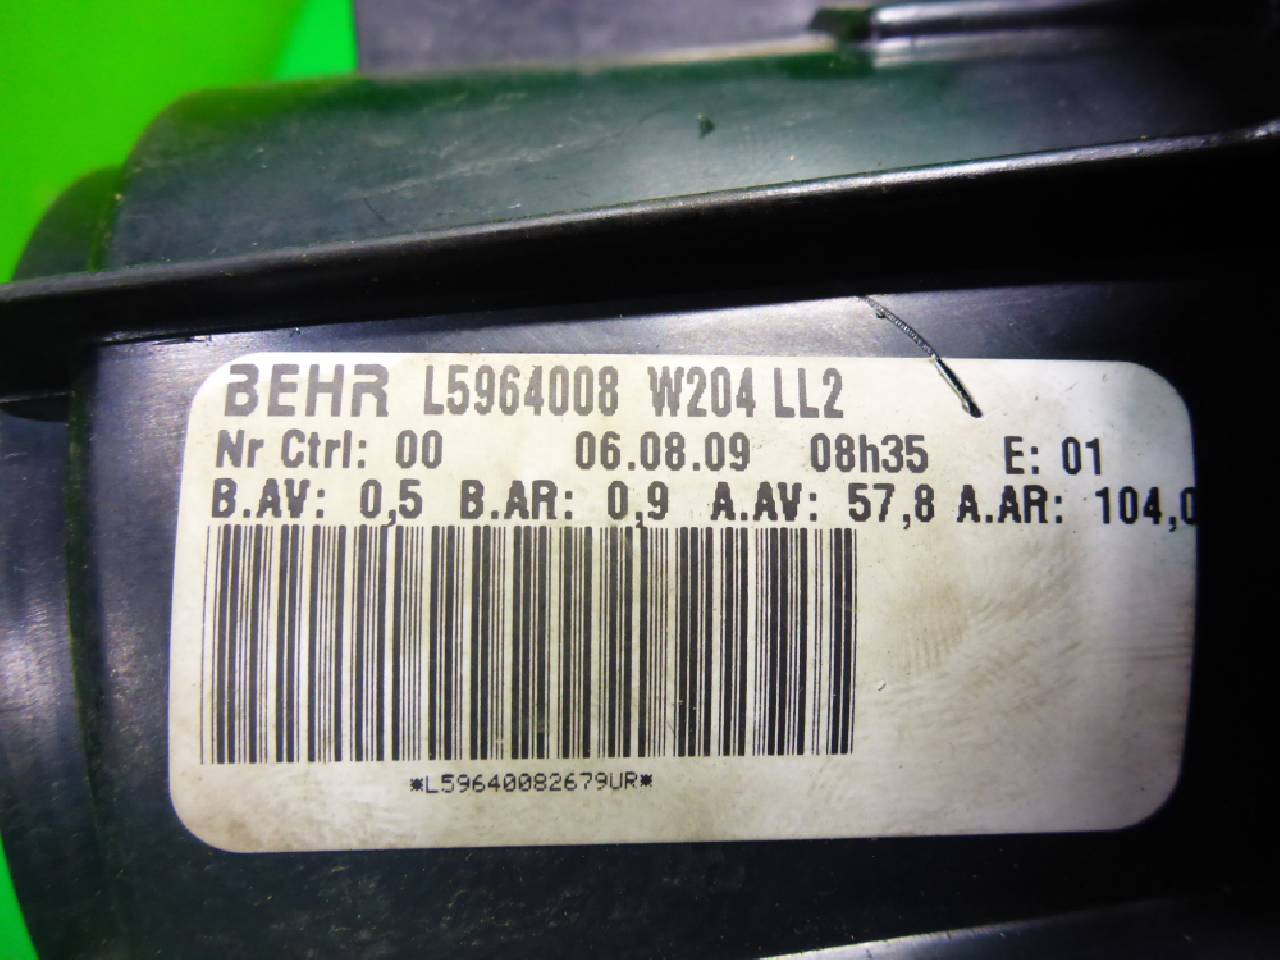 BEHR L5964008 W204 LL2
Nr Ctrl: 00 06.08.09 08h35 E: 01
B.AV: 0,5 B.AR: 0,9 A.AV: 57,8 A.AR: 104,0
*L59640082679UR*